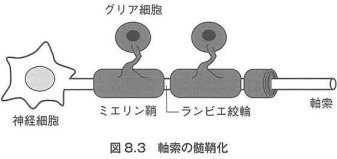 グリア細胞
神経細胞
ミエリン鞘
ランビエ絞輪
軸索
図8.3 軸索の髄鞘化